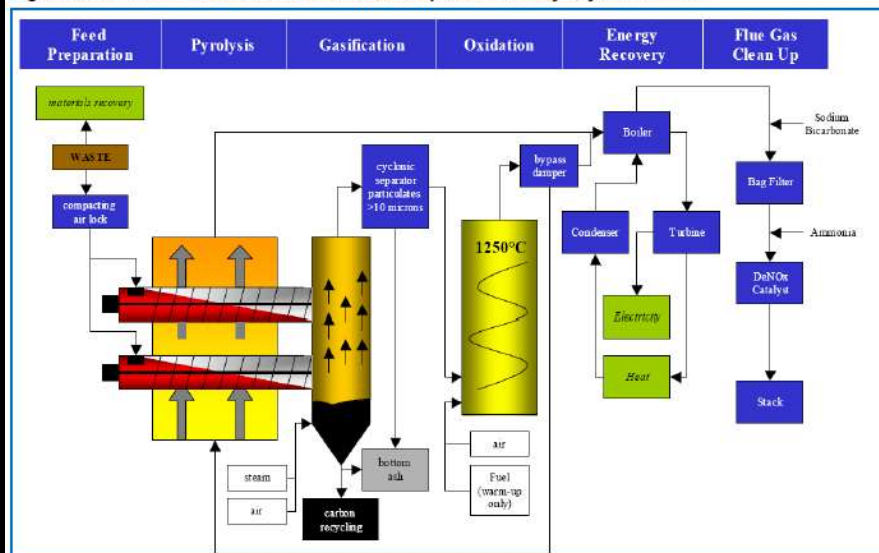 Feed
Preparation
Pyrolysis
Gasification
Oxidation
Energy
Recovery
Flue Gas
Clean Up
materials recovery
WASTE
compacting
air lock
cyclonic
separator
particulates
>10 microns
bypass
damper
1250°C
Boiler
Condenser
Turbine
Electricity
Heat
Sodium
Bicarbonate
Bag Filter
Ammonia
DeNOx
Catalyst
Stack
steam
air
carbon
recycling
bottom
ash
air
Fuel
(warm-up
only)